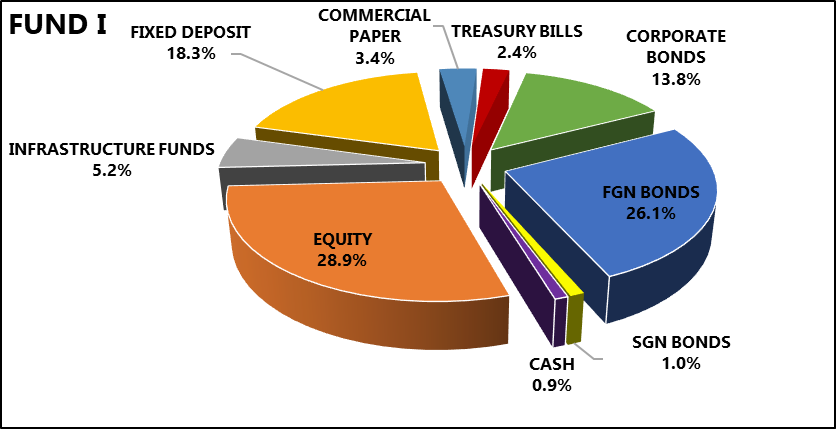 FUND I
FIXED DEPOSIT
18.3%
COMMERCIAL
PAPER
3.4%
TREASURY BILLS
2.4%
CORPORATE
BONDS
13.8%
INFRASTRUCTURE FUNDS
5.2%
FGN BONDS
26.1%
EQUITY
28.9%
SGN BONDS
1.0%
CASH
0.9%